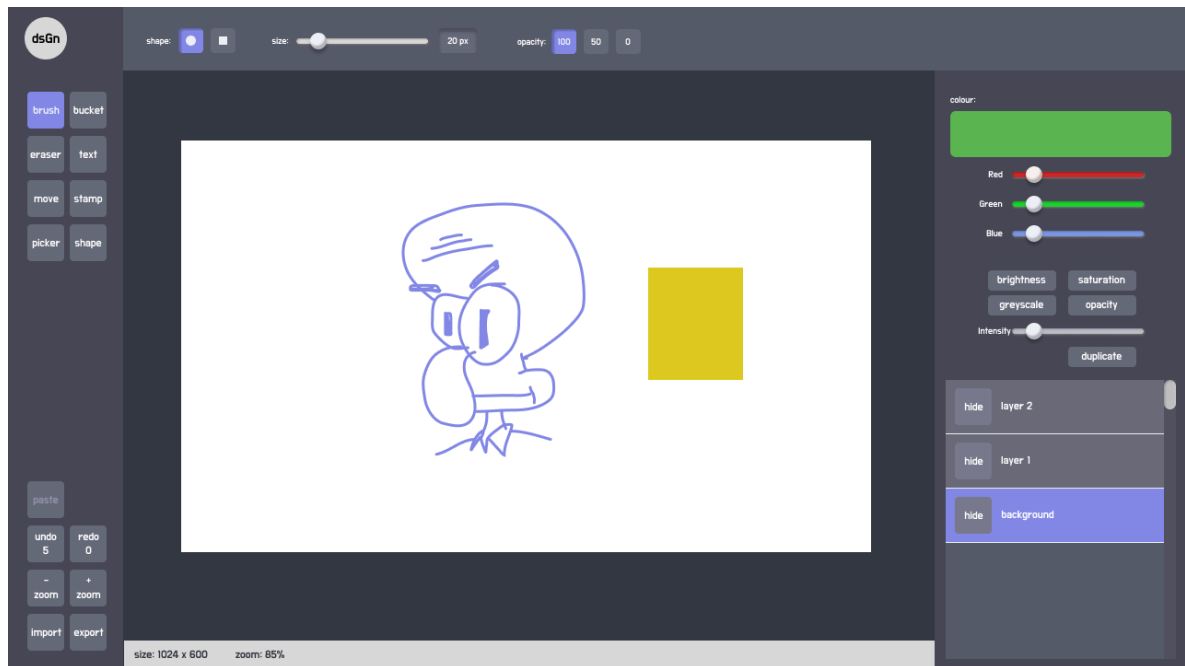 dsGn
shape:
size:
20 px
opacity:
100
50
0
brush
bucket
eraser
text
move
stamp
picker
shape
paste
undo
5
redo
0
-
zoom
+
zoom
import
export
colour:
Red
Green
Blue
brightness
saturation
greyscale
opacity
Intensity
duplicate
hide
layer 2
hide
layer 1
hide
background
size: 1024 x 600
zoom: 85%